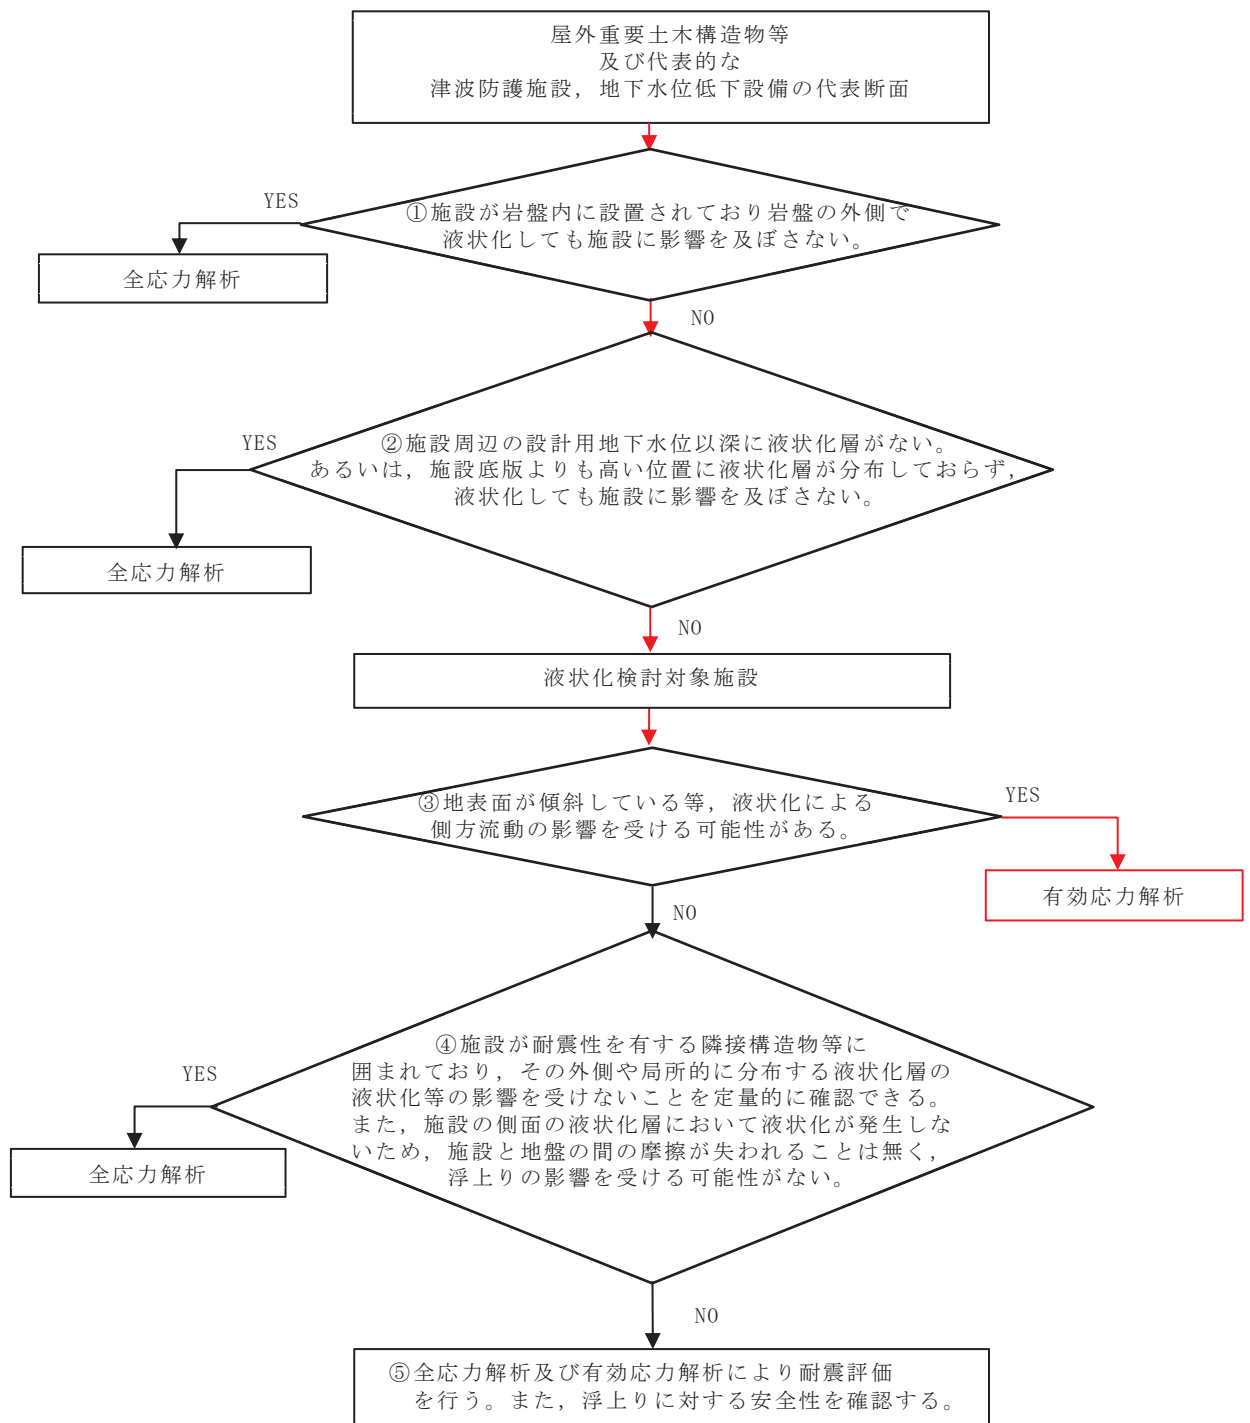 屋外重要土木構造物等
及び代表的な
津波防護施設，地下水位低下設備の代表断面
YES
①施設が岩盤内に設置されており岩盤の外側で
液状化しても施設に影響を及ぼさない。
全応力解析
NO
YES
②施設周辺の設計用地下水位以深に液状化層がない。
あるいは，施設底版よりも高い位置に液状化層が分布しておらず，
液状化しても施設に影響を及ぼさない。
全応力解析
NO
液状化検討対象施設
③地表面が傾斜している等，液状化による
側方流動の影響を受ける可能性がある。
YES
有効応力解析
NO
④施設が耐震性を有する隣接構造物等に
囲まれており，その外側や局所的に分布する液状化層の
液状化等の影響を受けないことを定量的に確認できる。
また，施設の側面の液状化層において液状化が発生しな
いため，施設と地盤の間の摩擦が失われることは無く，
浮上りの影響を受ける可能性がない。
YES
全応力解析
NO
⑤全応力解析及び有効応力解析により耐震評価
を行う。また，浮上りに対する安全性を確認する。